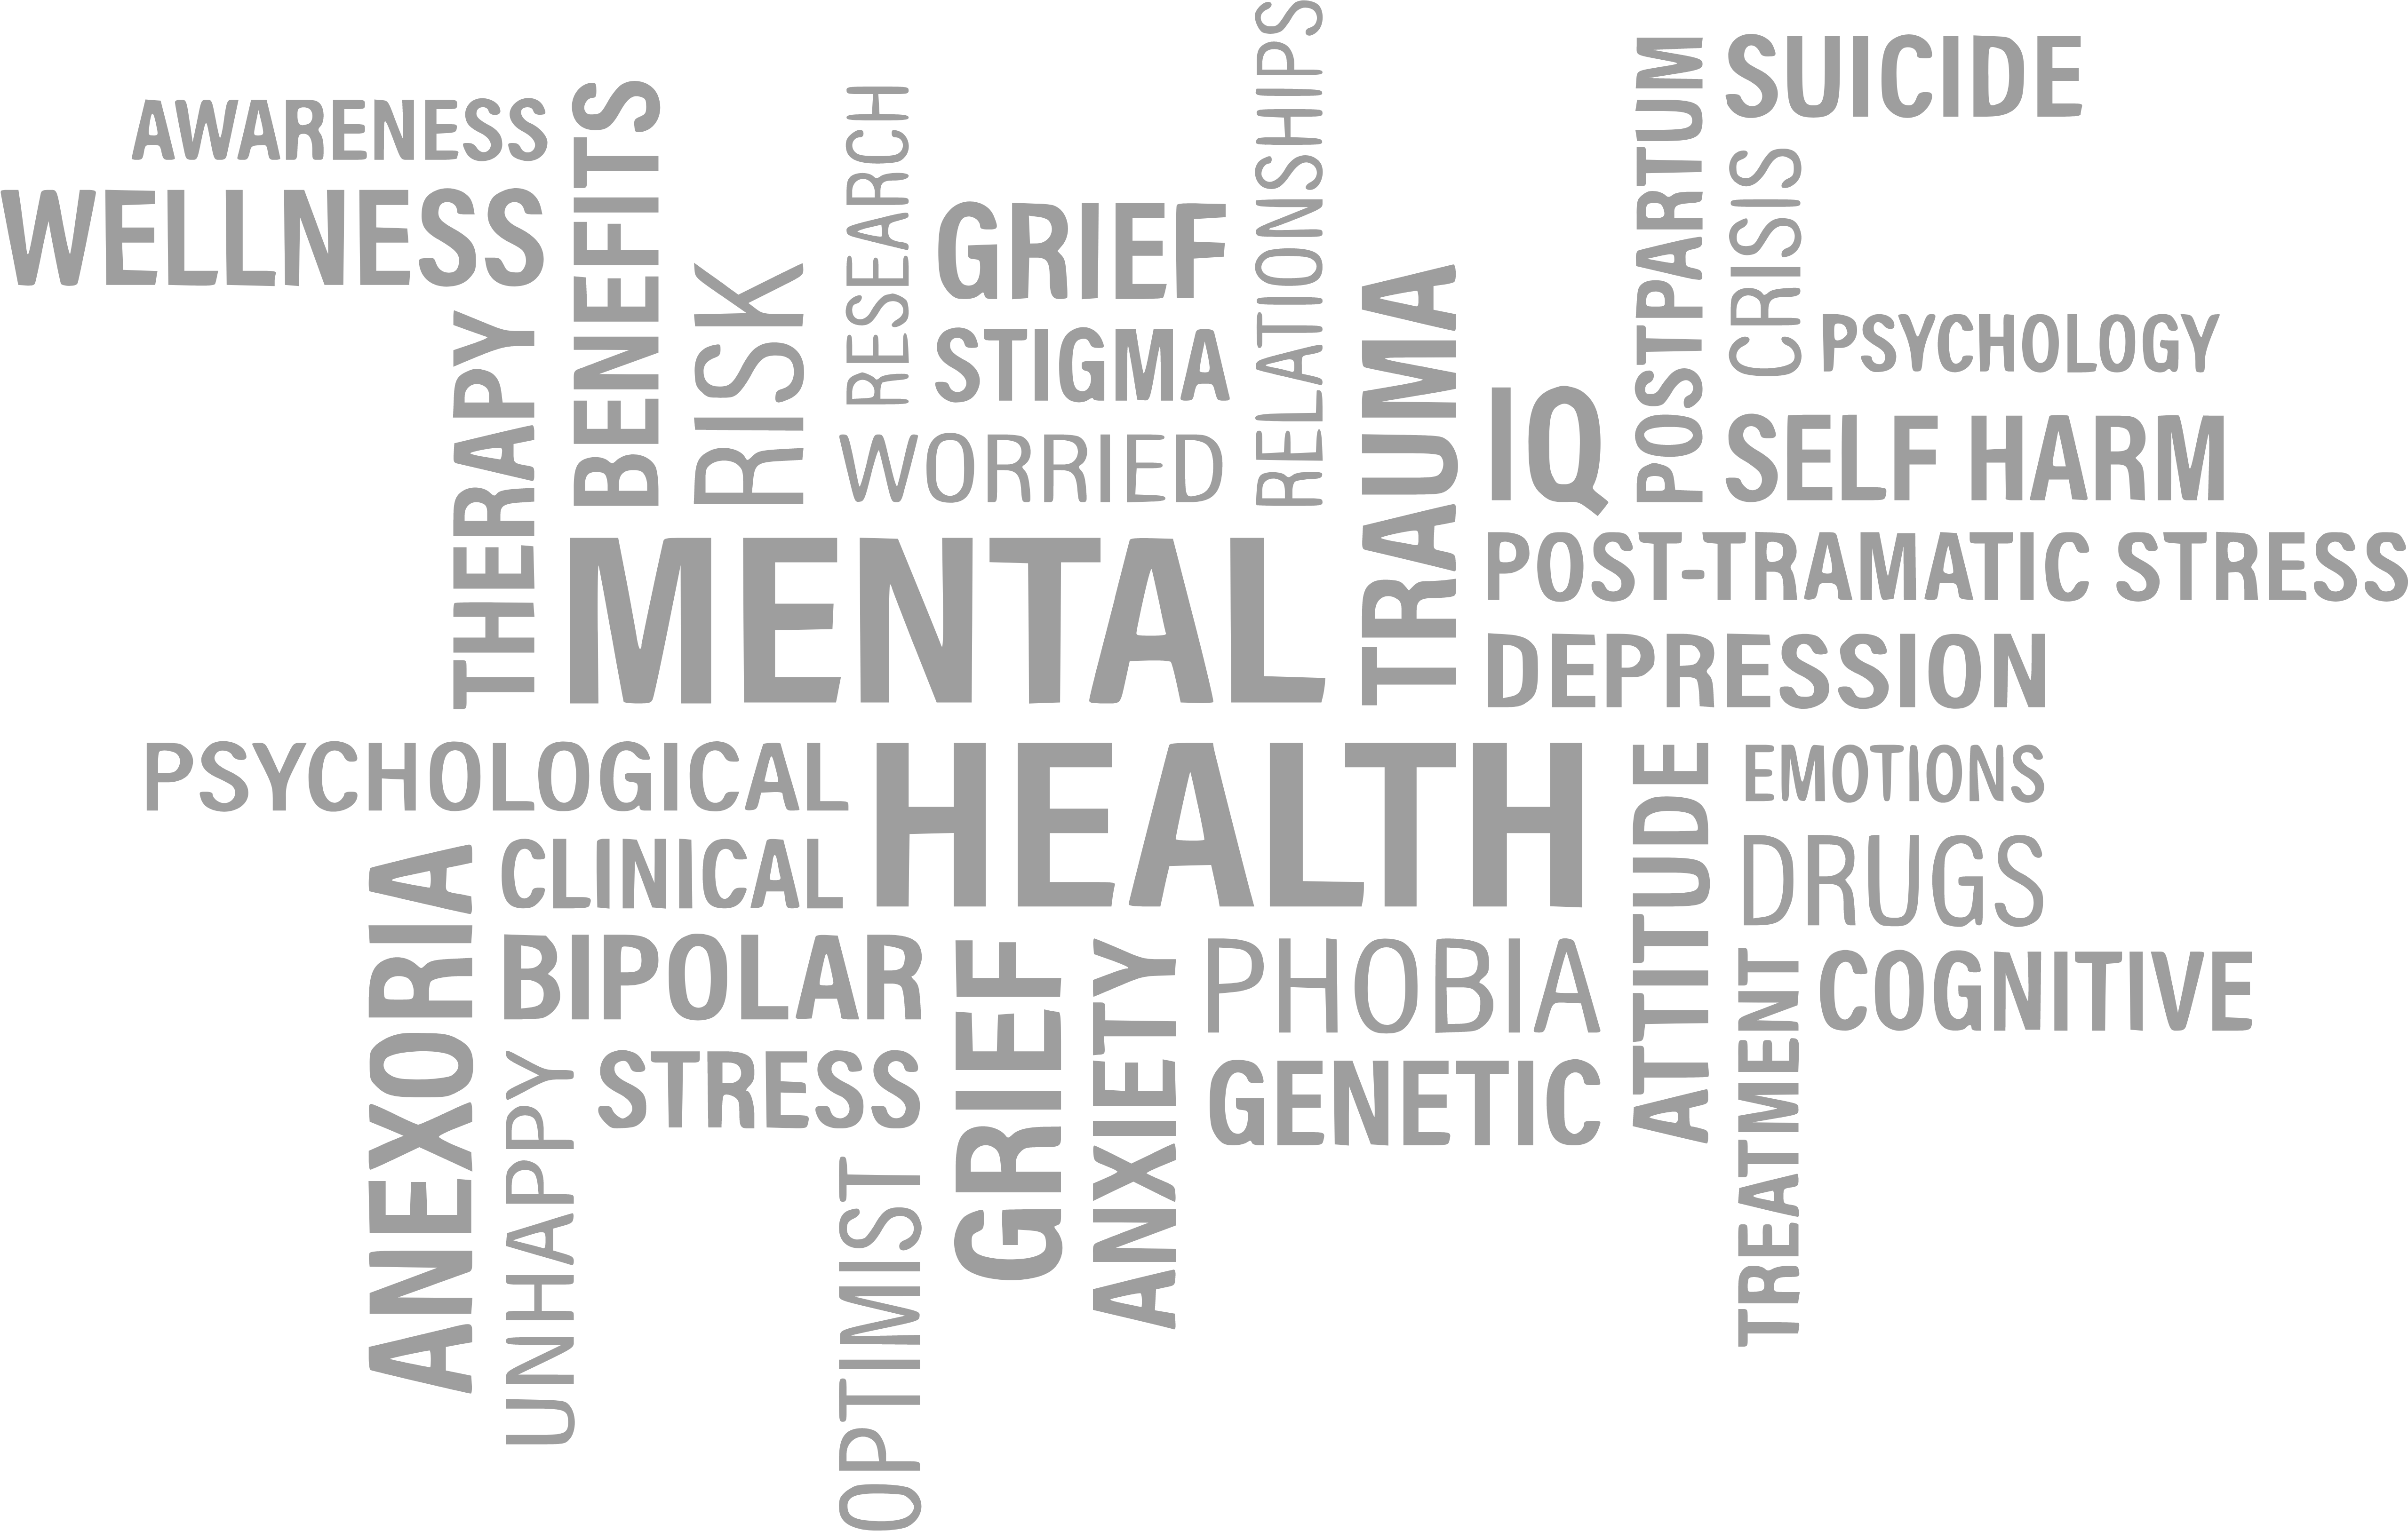 SUICIDE
AWARENESS
WELLNESS
BENEFITS
RESEARCH
RELATIONSHIPS
POSTPARTUM
CRISIS
GRIEF
RISK
STIGMA
TRAUMA
PSYCHOLOGY
THERAPY
WORRIED
IQ
SELF HARM
MENTAL
POST-TRAMATIC STRESS
DEPRESSION
PSYCHOLOGICAL
HEALTH
ATTITUDE
EMOTIONS
DRUGS
CLINICAL
ANEXORIA
BIPOLAR
GRIEF
ANXIETY
PHOBIA
TREATMENT
COGNITIVE
UNHAPPY
STRESS
GENETIC
OPTIMIST